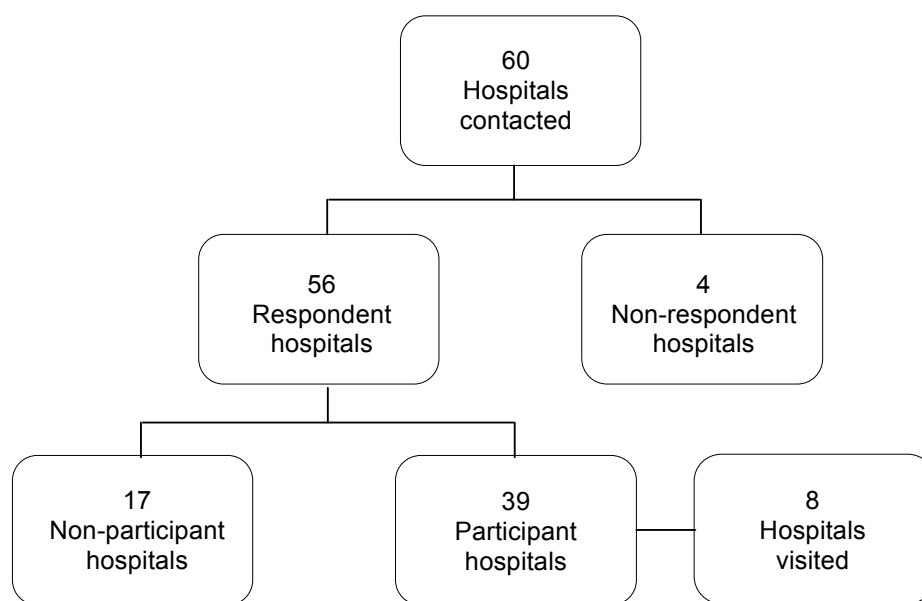 60
Hospitals
contacted
56
Respondent
hospitals
4
Non-respondent
hospitals
17
Non-participant
hospitals
39
Participant
hospitals
8
Hospitals
visited